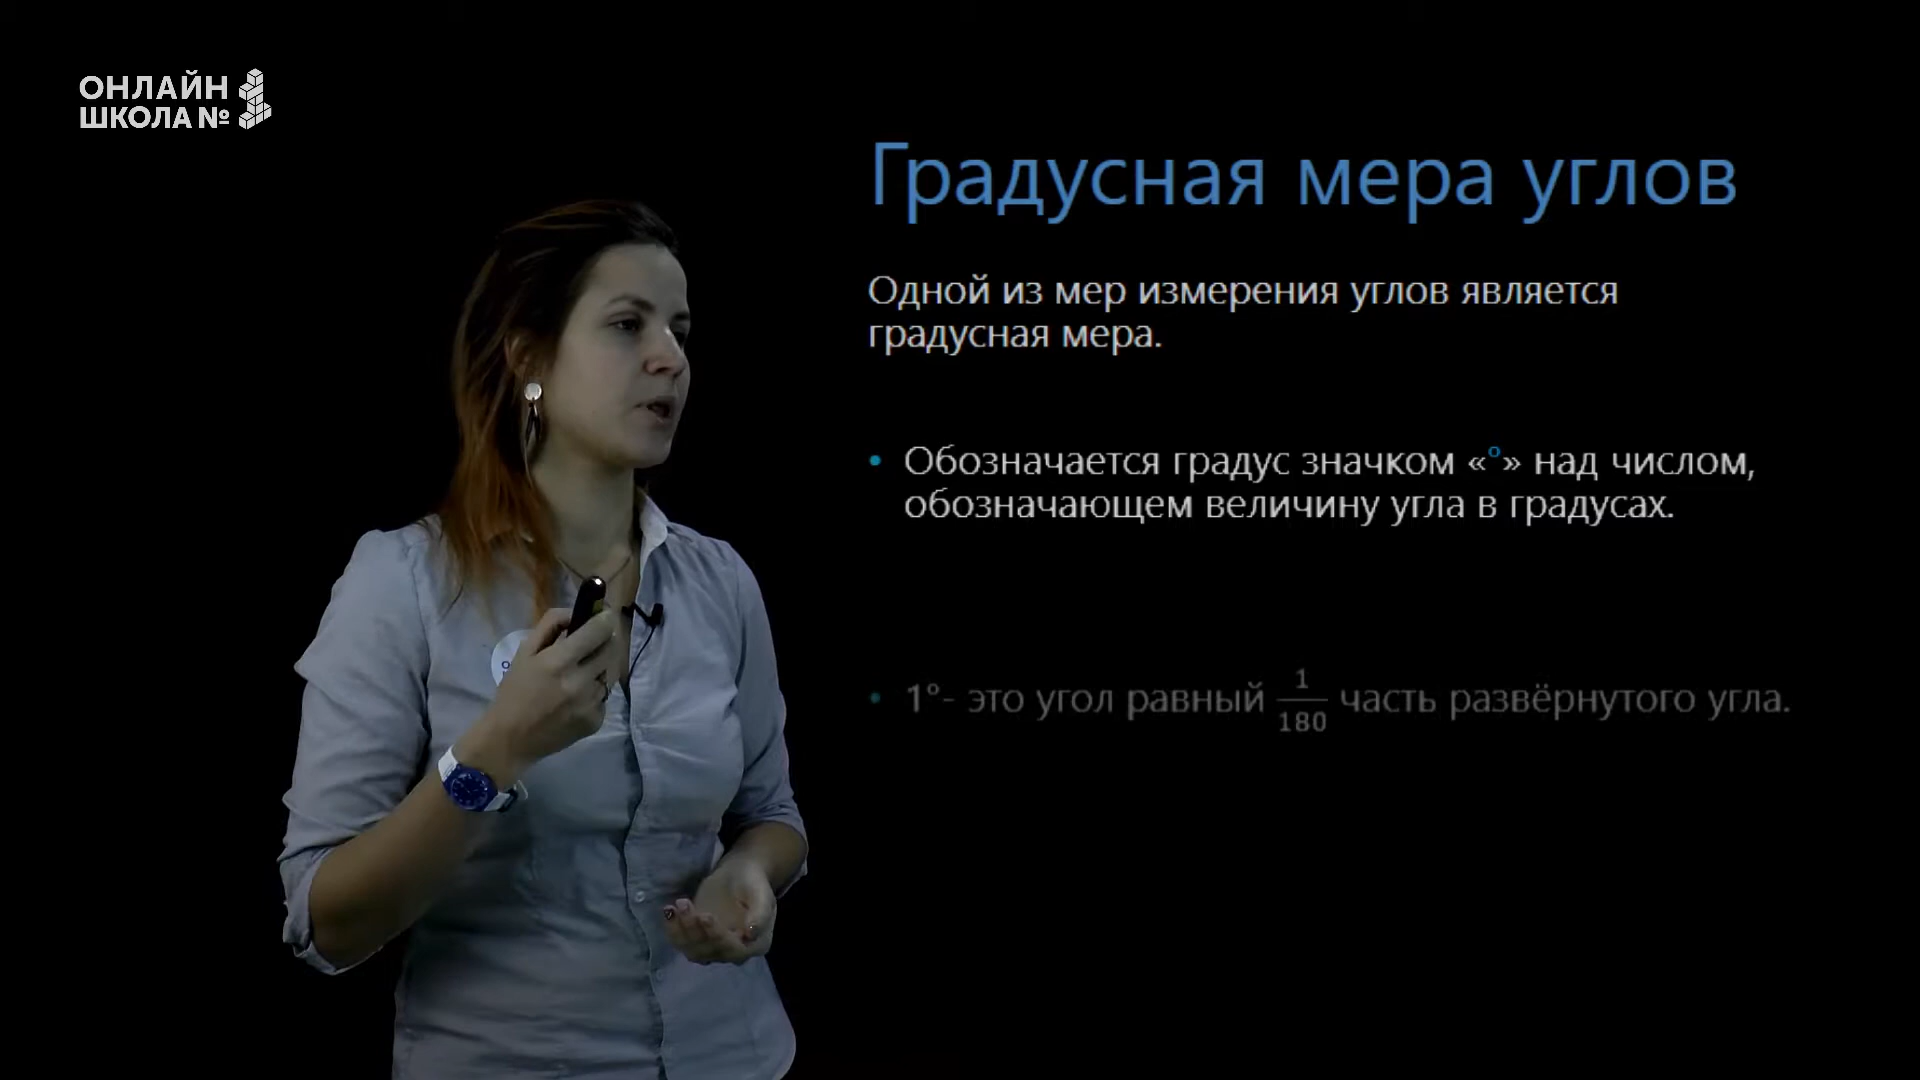 ОНЛАЙН
ШКОЛА №
Градусная мера углов
Одной из мер измерения углов является
градусная мера.
• Обозначается градус значком «°» над числом,
обозначающем величину угла в градусах.
• 1°- это угол равный 1/180 часть развёрнутого угла.